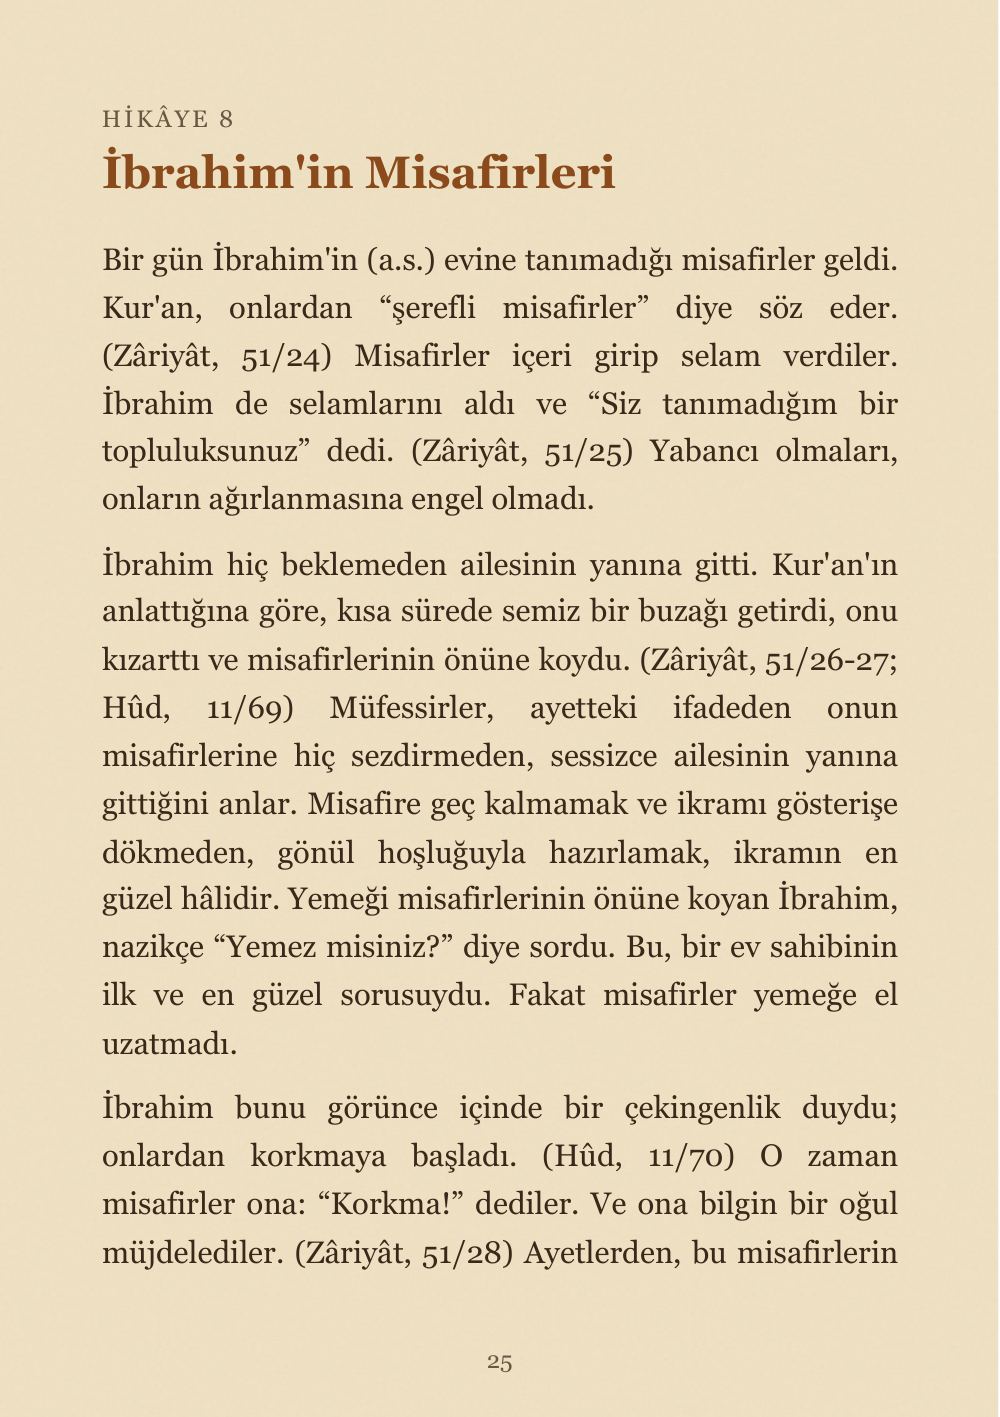 HİKÂYE 8
İbrahim'in Misafirleri
Bir gün İbrahim'in (a.s.) evine tanımadığı misafirler geldi.
Kur'an, onlardan “şerefli misafirler” diye söz eder.
(Zâriyât, 51/24) Misafirler içeri girip selam verdiler.
İbrahim de selamlarını aldı ve “Siz tanımadığım bir
topluluksunuz” dedi. (Zâriyât, 51/25) Yabancı olmaları,
onların ağırlanmasına engel olmadı.
İbrahim hiç beklemeden ailesinin yanına gitti. Kur'an'ın
anlattığına göre, kısa sürede semiz bir buzağı getirdi, onu
kızarttı ve misafirlerinin önüne koydu. (Zâriyât, 51/26-27;
Hûd, 11/69) Müfessirler, ayetteki ifadeden onun
misafirlerine hiç sezdirmeden, sessizce ailesinin yanına
gittiğini anlar. Misafire geç kalmamak ve ikramı gösterişe
dökmeden, gönül hoşluğuyla hazırlamak, ikramın en
güzel hâlidir. Yemeği misafirlerinin önüne koyan İbrahim,
nazikçe “Yemez misiniz?” diye sordu. Bu, bir ev sahibinin
ilk ve en güzel sorusuydu. Fakat misafirler yemeğe el
uzatmadı.
İbrahim bunu görünce içinde bir çekingenlik duydu;
onlardan korkmaya başladı. (Hûd, 11/70) O zaman
misafirler ona: “Korkma!” dediler. Ve ona bilgin bir oğul
müjdelediler. (Zâriyât, 51/28) Ayetlerden, bu misafirlerin
25